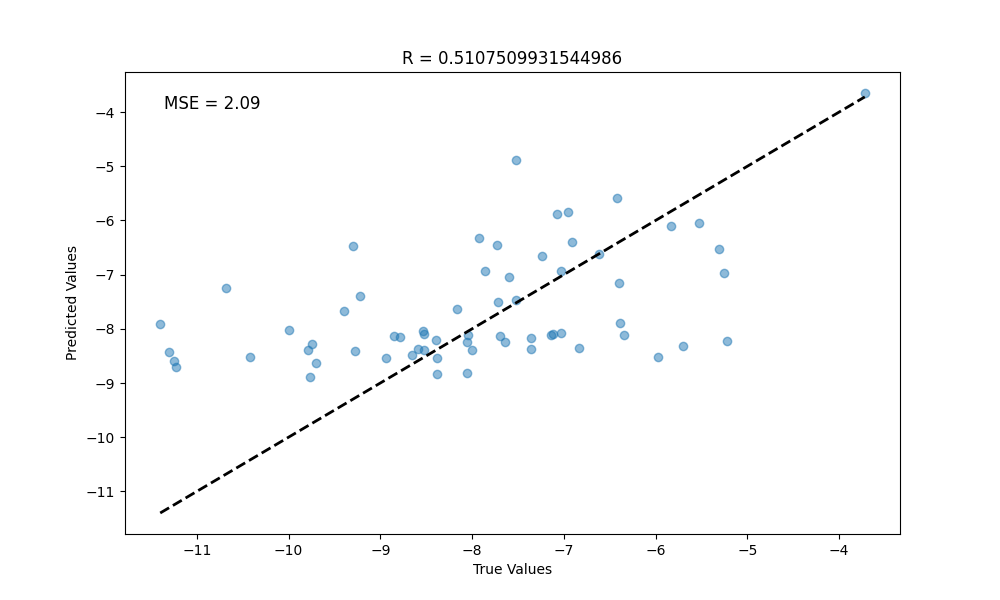 R = 0.5107509931544986
MSE = 2.09
Predicted Values
−4
−5
−6
−7
−8
−9
−10
−11
−11 −10 −9 −8 −7 −6 −5 −4
True Values